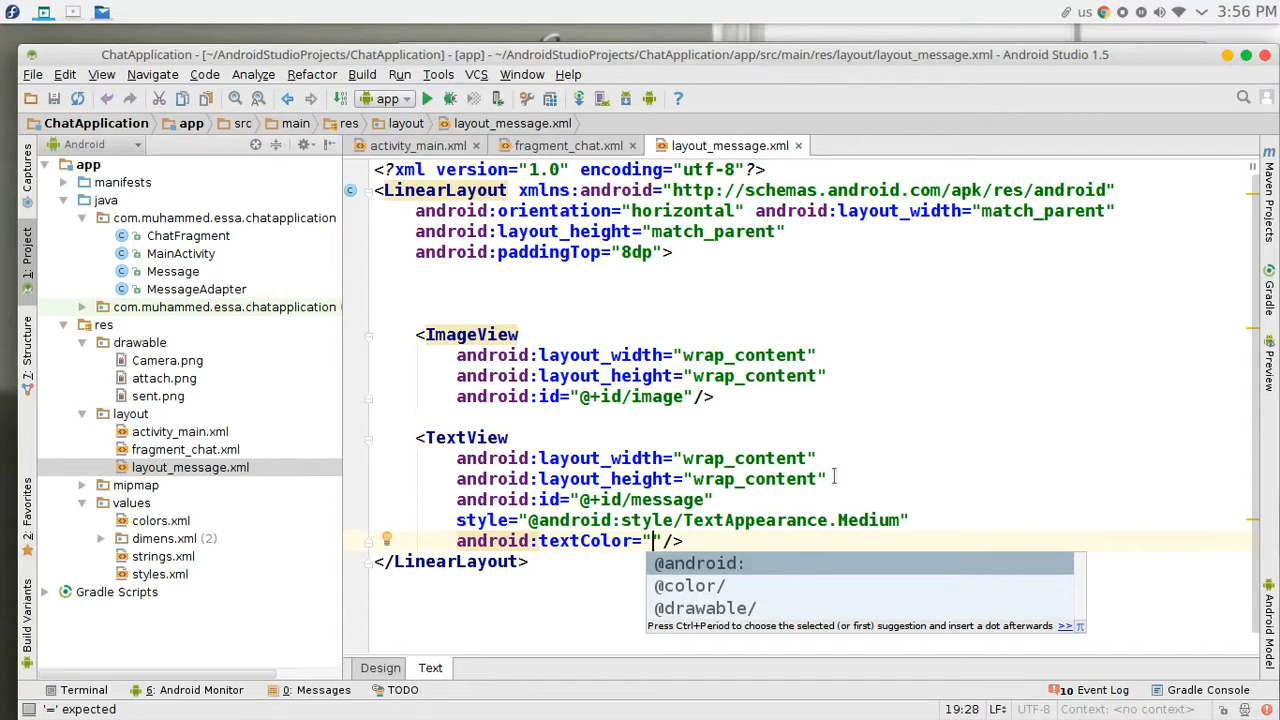 us 3:56 PM
ChatApplication - [~/AndroidStudioProjects/ChatApplication] - [app] - ~/AndroidStudioProjects/ChatApplication/app/src/main/res/layout/layout_message.xml - Android Studio 1.5
File Edit View Navigate Code Analyze Refactor Build Run Tools VCS Window Help
app
ChatApplication app src main res layout layout_message.xml
Android
activity_main.xml fragment_chat.xml layout_message.xml
app
manifests
java
com.muhammed.essa.chatapplication
ChatFragment
MainActivity
Message
MessageAdapter
com.muhammed.essa.chatapplication
res
drawable
Camera.png
attach.png
sent.png
layout
activity_main.xml
fragment_chat.xml
layout_message.xml
mipmap
values
colors.xml
dimens.xml (2)
strings.xml
styles.xml
Gradle Scripts
Captures
1: Project
7: Structure
2: Favorites
Build Variants
<?xml version="1.0" encoding="utf-8"?>
<LinearLayout xmlns:android="http://schemas.android.com/apk/res/android"
android:orientation="horizontal" android:layout_width="match_parent"
android:layout_height="match_parent"
android:paddingTop="8dp">
<ImageView
android:layout_width="wrap_content"
android:layout_height="wrap_content"
android:id="@+id/image"/>
<TextView
android:layout_width="wrap_content"
android:layout_height="wrap_content"
android:id="@+id/message"
style="@android:style/TextAppearance.Medium"
android:textColor=""/>
</LinearLayout>
@android:
@color/
@drawable/
Press Ctrl+Period to choose the selected (or first) suggestion and insert a dot afterwards >> π
Maven Projects
Gradle
Preview
Android Model
Design Text
Terminal 6: Android Monitor 0: Messages TODO 10 Event Log Gradle Console
'=' expected 19:28 LF÷ UTF-8 Context: <no context>